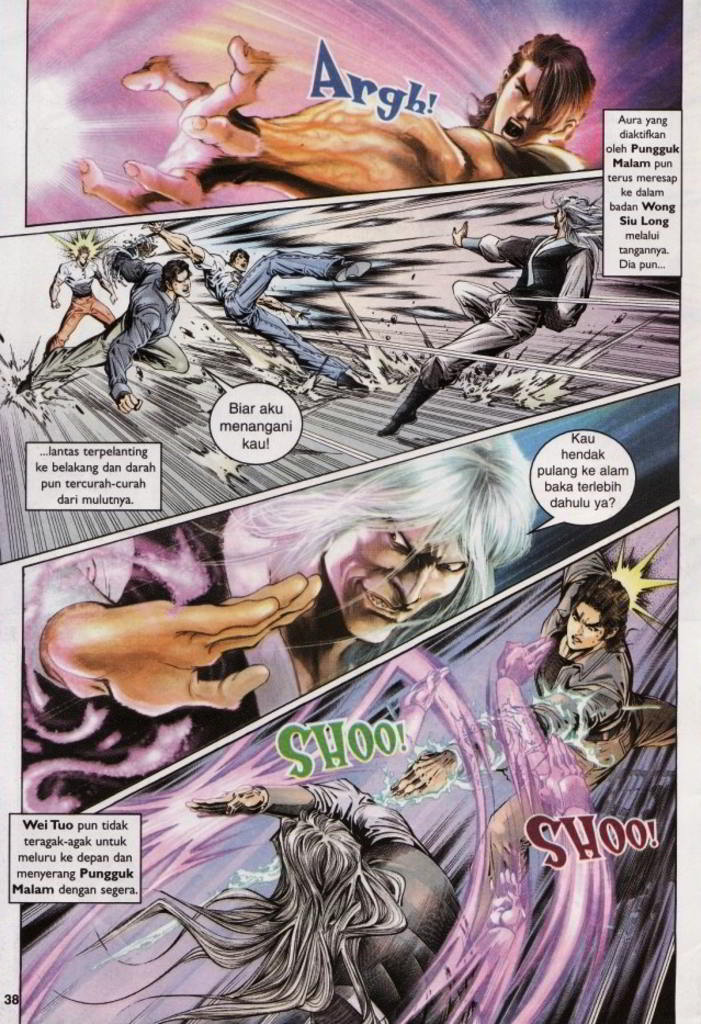 Argh!
Aura yang
diaktifkan
oleh Pungguk
Malam pun
terus meresap
ke dalam
badan Wong
Siu Long
melalui
tangannya.
Dia pun...
Biar aku
menangani
kau!
...lantas terpelanting
ke belakang dan darah
pun tercurah-curah
dari mulutnya.
Kau
hendak
pulang ke alam
baka terlebih
dahulu ya?
SHOO!
SHOO!
Wei Tuo pun tidak
teragak-agak untuk
meluru ke depan dan
menyerang Pungguk
Malam dengan segera.
38